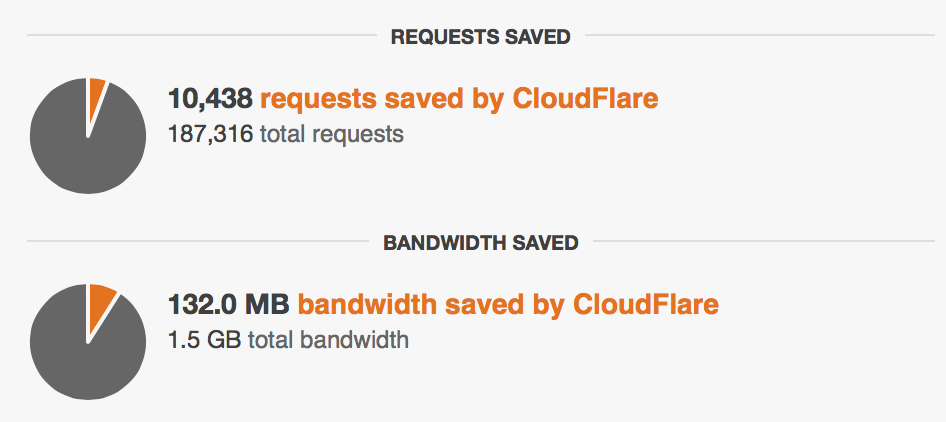 REQUESTS SAVED
10,438 requests saved by CloudFlare
187,316 total requests
BANDWIDTH SAVED
132.0 MB bandwidth saved by CloudFlare
1.5 GB total bandwidth